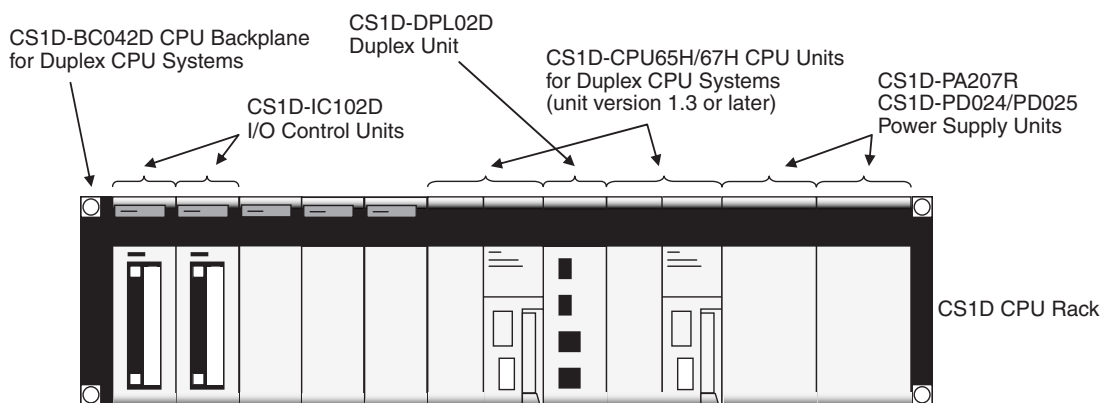 CS1D-BC042D CPU Backplane
for Duplex CPU Systems
CS1D-IC102D
I/O Control Units
CS1D-DPL02D
Duplex Unit
CS1D-CPU65H/67H CPU Units
for Duplex CPU Systems
(unit version 1.3 or later)
CS1D-PA207R
CS1D-PD024/PD025
Power Supply Units
CS1D CPU Rack